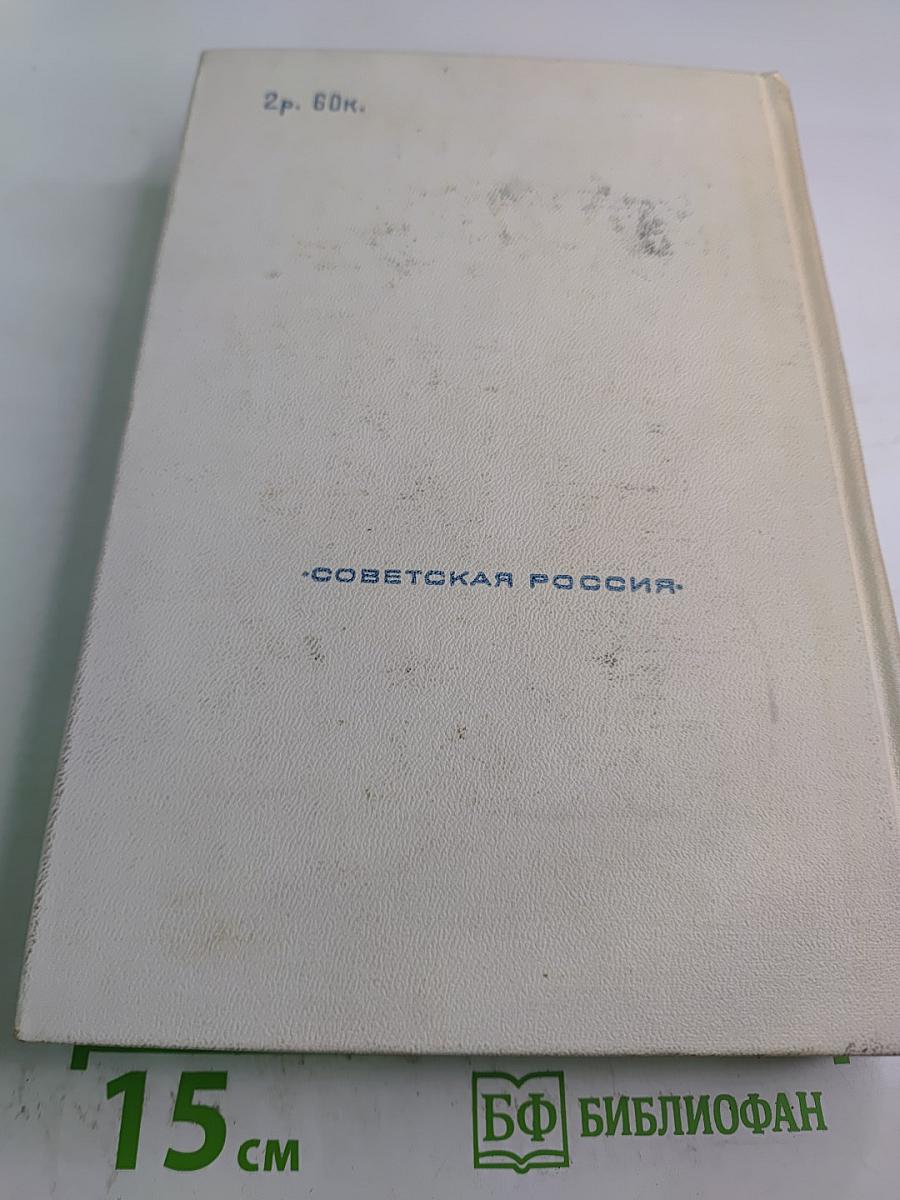 2р. 60к.
·СОВЕТСКАЯ РОССИЯ·
15 см
БФ БИБЛИОФАН